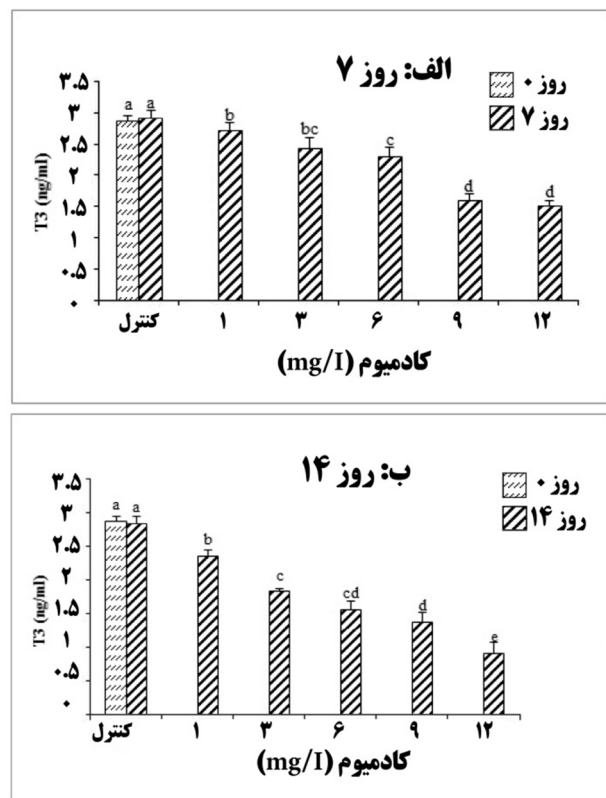 الف: روز ۷
روز ۰
روز ۷
T3 (ng/ml)
۳.۵
۳
۲.۵
۲
۱.۵
۱
۰.۵
۰
a a b bc c d d
کنترل ۱ ۳ ۶ ۹ ۱۲
کادمیوم (mg/I)
ب: روز ۱۴
روز ۰
روز ۱۴
T3 (ng/ml)
۳.۵
۳
۲.۵
۲
۱.۵
۱
۰.۵
۰
a a b c cd d e
کنترل ۱ ۳ ۶ ۹ ۱۲
کادمیوم (mg/I)